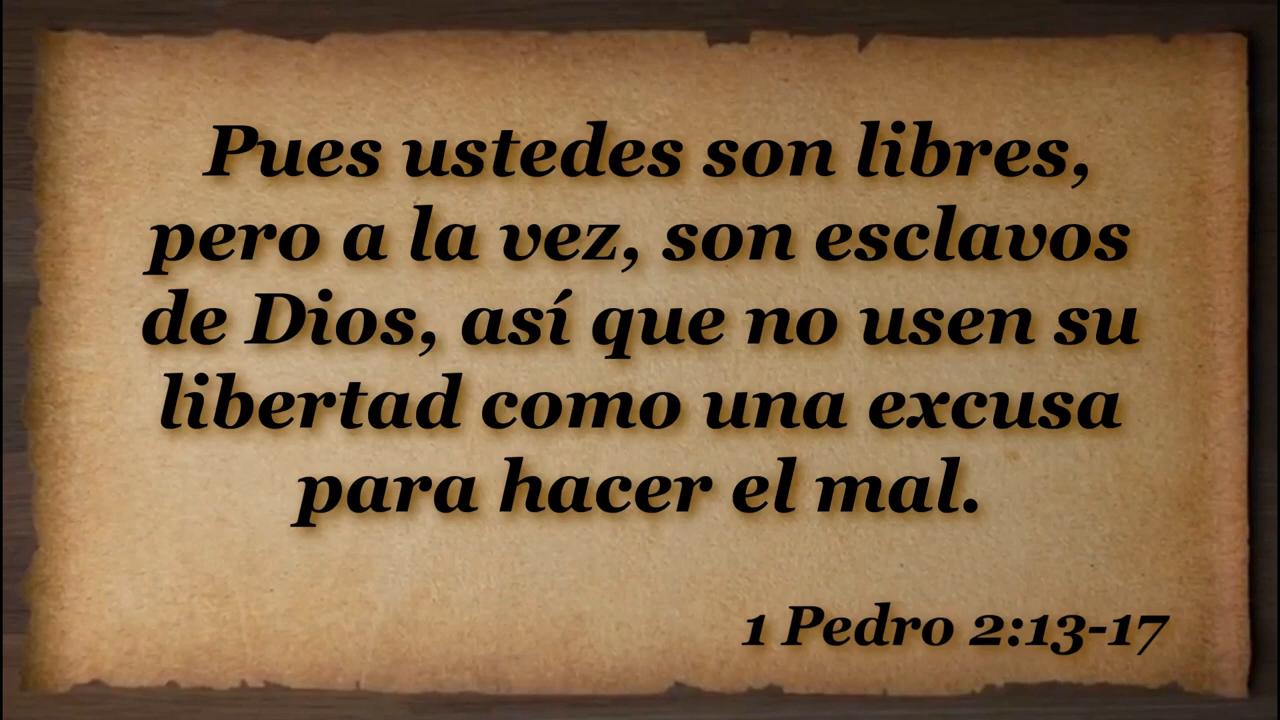 Pues ustedes son libres,
pero a la vez, son esclavos
de Dios, así que no usen su
libertad como una excusa
para hacer el mal.
1 Pedro 2:13-17